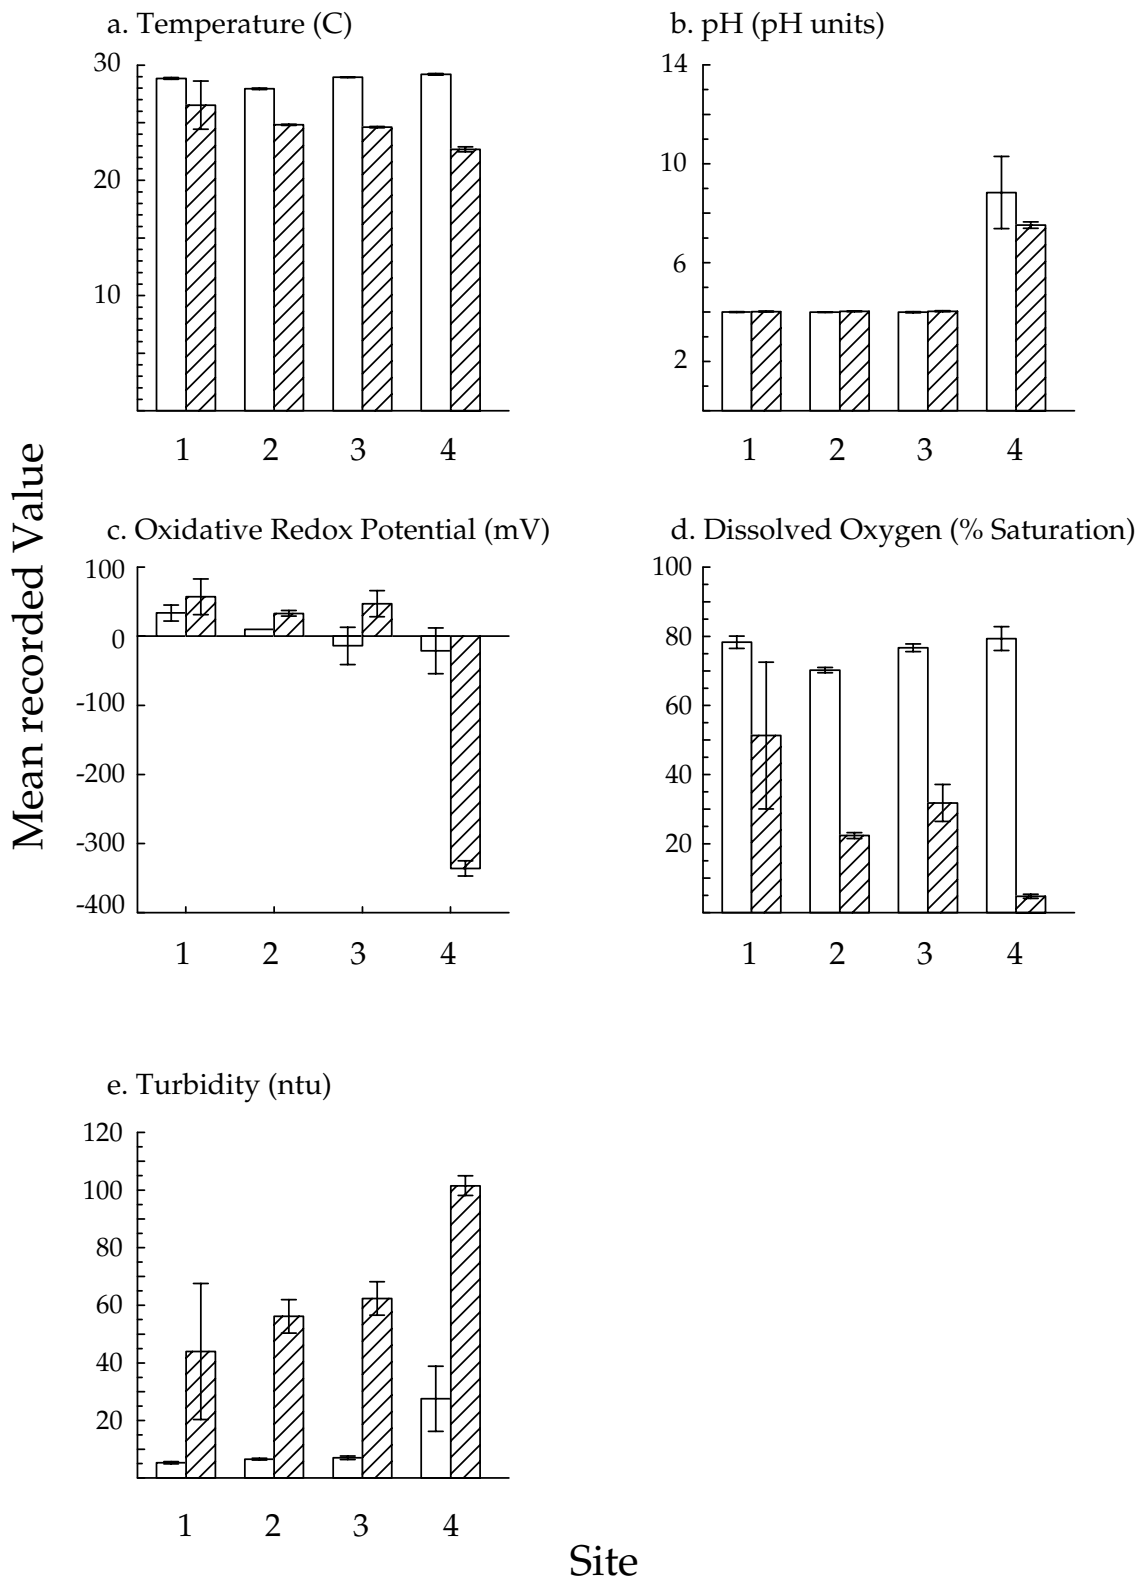 a. Temperature (C)
30
20
10
1 2 3 4
b. pH (pH units)
14
10
6
2
1 2 3 4
Mean recorded Value
c. Oxidative Redox Potential (mV)
100
0
-100
-200
-300
-400
1 2 3 4
d. Dissolved Oxygen (% Saturation)
100
80
60
40
20
1 2 3 4
e. Turbidity (ntu)
120
100
80
60
40
20
1 2 3 4
Site